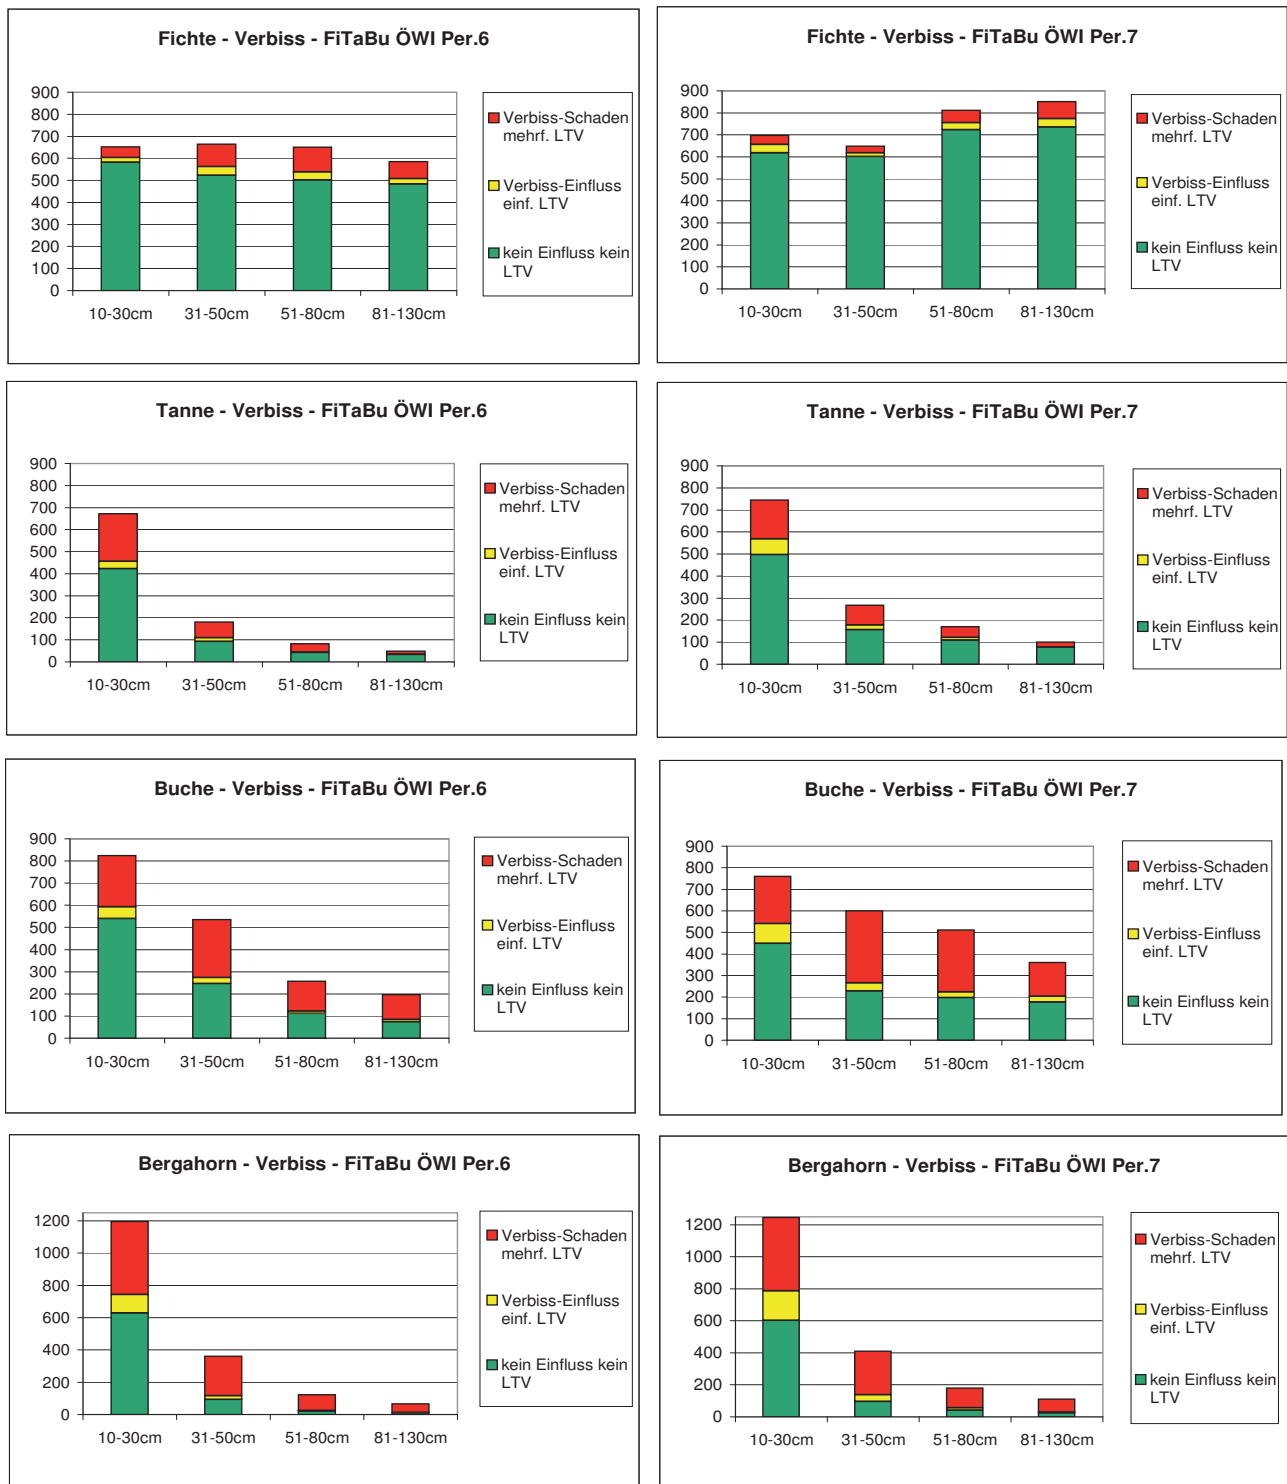 Fichte - Verbiss - FiTaBu ÖWI Per.6
900
800
700
600
500
400
300
200
100
0
10-30cm 31-50cm 51-80cm 81-130cm
Verbiss-Schaden
mehrf. LTV
Verbiss-Einfluss
einf. LTV
kein Einfluss kein
LTV
Fichte - Verbiss - FiTaBu ÖWI Per.7
900
800
700
600
500
400
300
200
100
0
10-30cm 31-50cm 51-80cm 81-130cm
Verbiss-Schaden
mehrf. LTV
Verbiss-Einfluss
einf. LTV
kein Einfluss kein
LTV
Tanne - Verbiss - FiTaBu ÖWI Per.6
900
800
700
600
500
400
300
200
100
0
10-30cm 31-50cm 51-80cm 81-130cm
Verbiss-Schaden
mehrf. LTV
Verbiss-Einfluss
einf. LTV
kein Einfluss kein
LTV
Tanne - Verbiss - FiTaBu ÖWI Per.7
900
800
700
600
500
400
300
200
100
0
10-30cm 31-50cm 51-80cm 81-130cm
Verbiss-Schaden
mehrf. LTV
Verbiss-Einfluss
einf. LTV
kein Einfluss kein
LTV
Buche - Verbiss - FiTaBu ÖWI Per.6
900
800
700
600
500
400
300
200
100
0
10-30cm 31-50cm 51-80cm 81-130cm
Verbiss-Schaden
mehrf. LTV
Verbiss-Einfluss
einf. LTV
kein Einfluss kein
LTV
Buche - Verbiss - FiTaBu ÖWI Per.7
900
800
700
600
500
400
300
200
100
0
10-30cm 31-50cm 51-80cm 81-130cm
Verbiss-Schaden
mehrf. LTV
Verbiss-Einfluss
einf. LTV
kein Einfluss kein
LTV
Bergahorn - Verbiss - FiTaBu ÖWI Per.6
1200
1000
800
600
400
200
0
10-30cm 31-50cm 51-80cm 81-130cm
Verbiss-Schaden
mehrf. LTV
Verbiss-Einfluss
einf. LTV
kein Einfluss kein
LTV
Bergahorn - Verbiss - FiTaBu ÖWI Per.7
1200
1000
800
600
400
200
0
10-30cm 31-50cm 51-80cm 81-130cm
Verbiss-Schaden
mehrf. LTV
Verbiss-Einfluss
einf. LTV
kein Einfluss kein
LTV